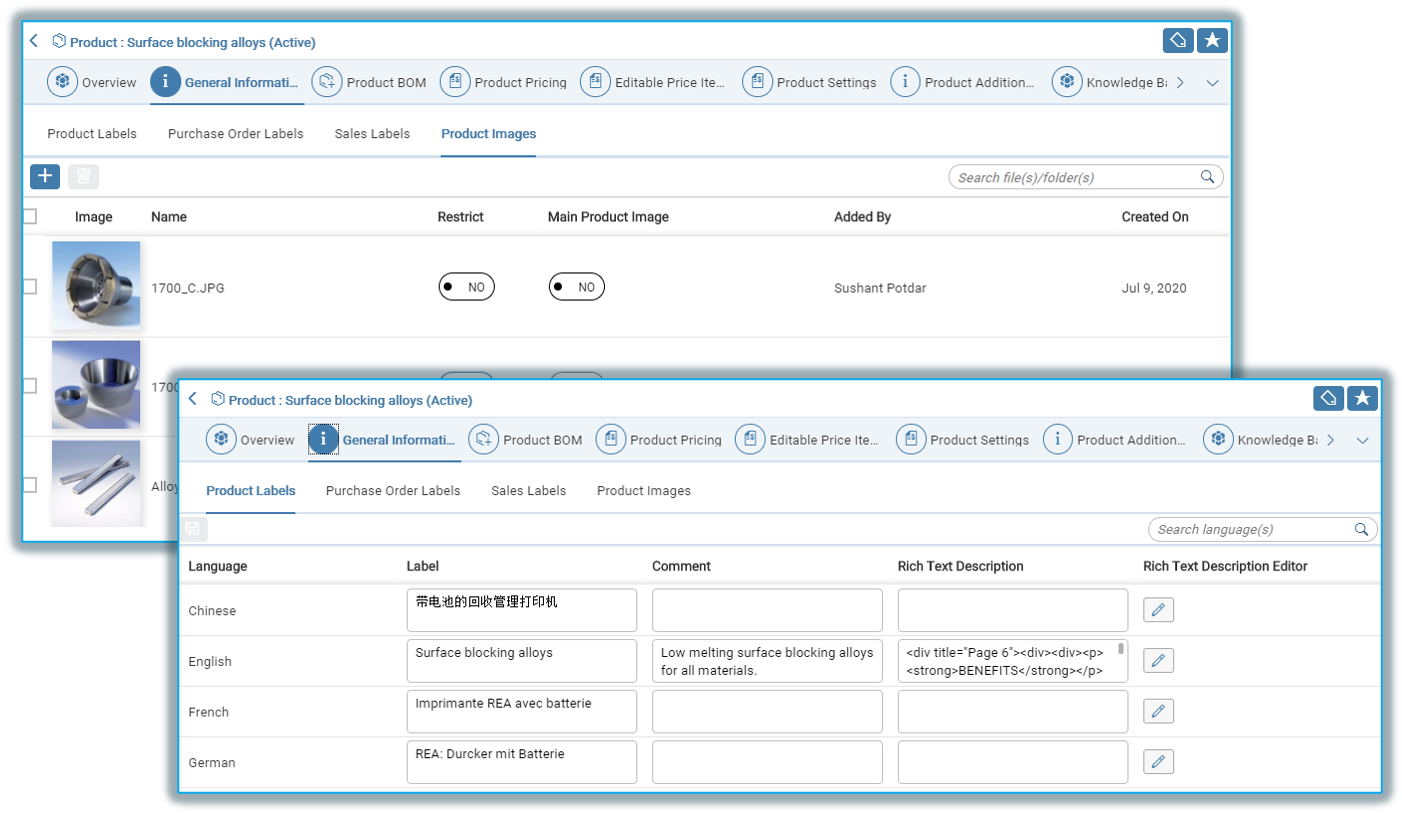 Product : Surface blocking alloys (Active)
Overview
General Informati...
Product BOM
Product Pricing
Editable Price Ite...
Product Settings
Product Addition...
Knowledge Ba
Product Labels
Purchase Order Labels
Sales Labels
Product Images
Search file(s)/folder(s)
Image Name Restrict Main Product Image Added By Created On
1700_C.JPG NO NO Sushant Potdar Jul 9, 2020
1700
Alloy
Product : Surface blocking alloys (Active)
Overview
General Informati...
Product BOM
Product Pricing
Editable Price Ite...
Product Settings
Product Addition...
Knowledge Ba
Product Labels
Purchase Order Labels
Sales Labels
Product Images
Search language(s)
Language Label Comment Rich Text Description Rich Text Description Editor
Chinese 带电池的回收管理打印机
English Surface blocking alloys Low melting surface blocking alloys <div title="Page 6"><div><div><p>
for all materials. <strong>BENEFITS</strong></p>
French Imprimante REA avec batterie
German REA: Durcker mit Batterie